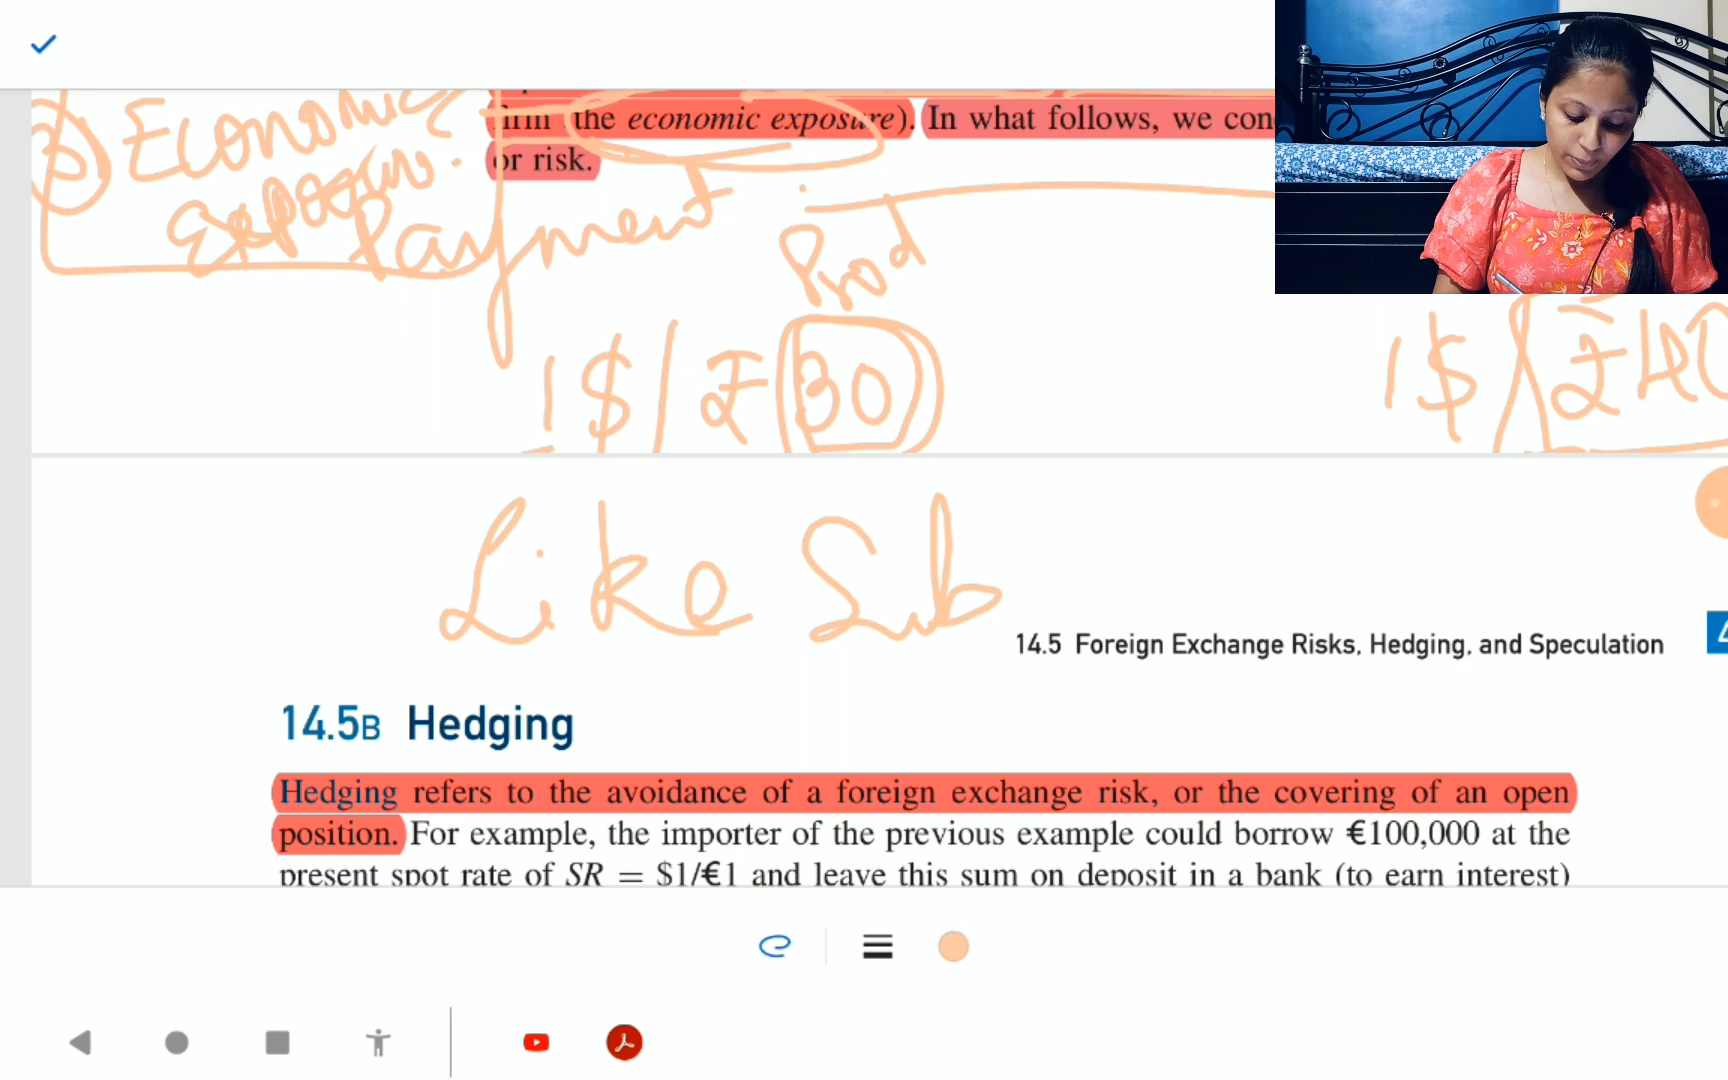 firm the economic exposure). In what follows, we con
or risk.
3) Economic
Exposure.
Payment
Prod
1$/₹30
1$/₹40
Like Sub
14.5 Foreign Exchange Risks, Hedging, and Speculation
4
14.5B Hedging
Hedging refers to the avoidance of a foreign exchange risk, or the covering of an open
position. For example, the importer of the previous example could borrow €100,000 at the
present spot rate of SR = $1/€1 and leave this sum on deposit in a bank (to earn interest)